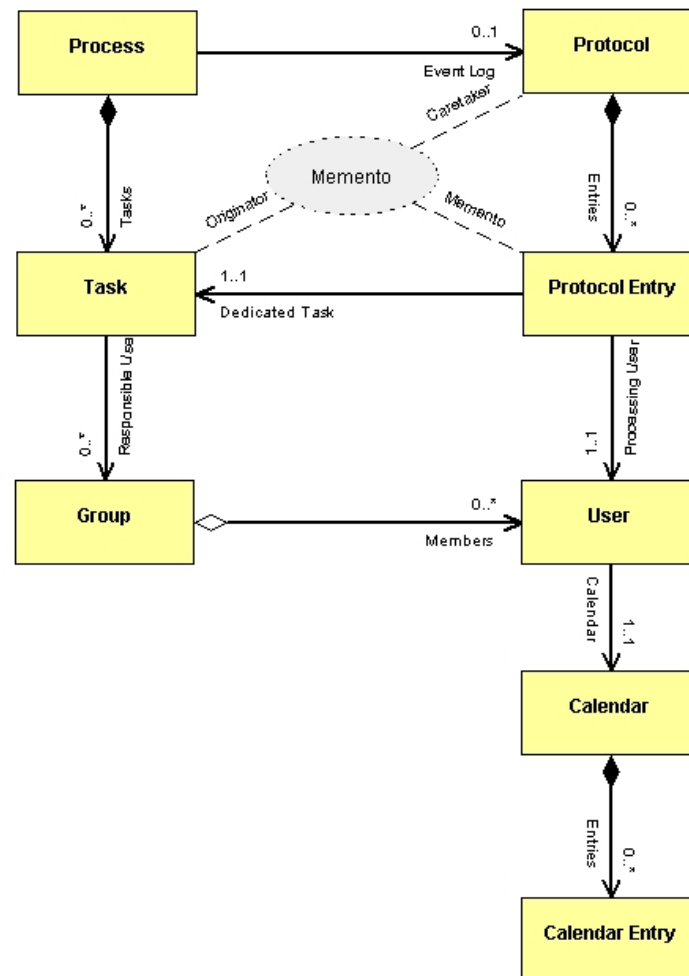 Process
0..1
Protocol
Event Log
Caretaker
Memento
Originator
Memento
0..*
Tasks
Entries
0..*
Task
1..1
Dedicated Task
Protocol Entry
0..*
Responsible Use
1..1
Processing User
Group
0..*
Members
User
Calendar
1..1
Calendar
Entries
0..*
Calendar Entry